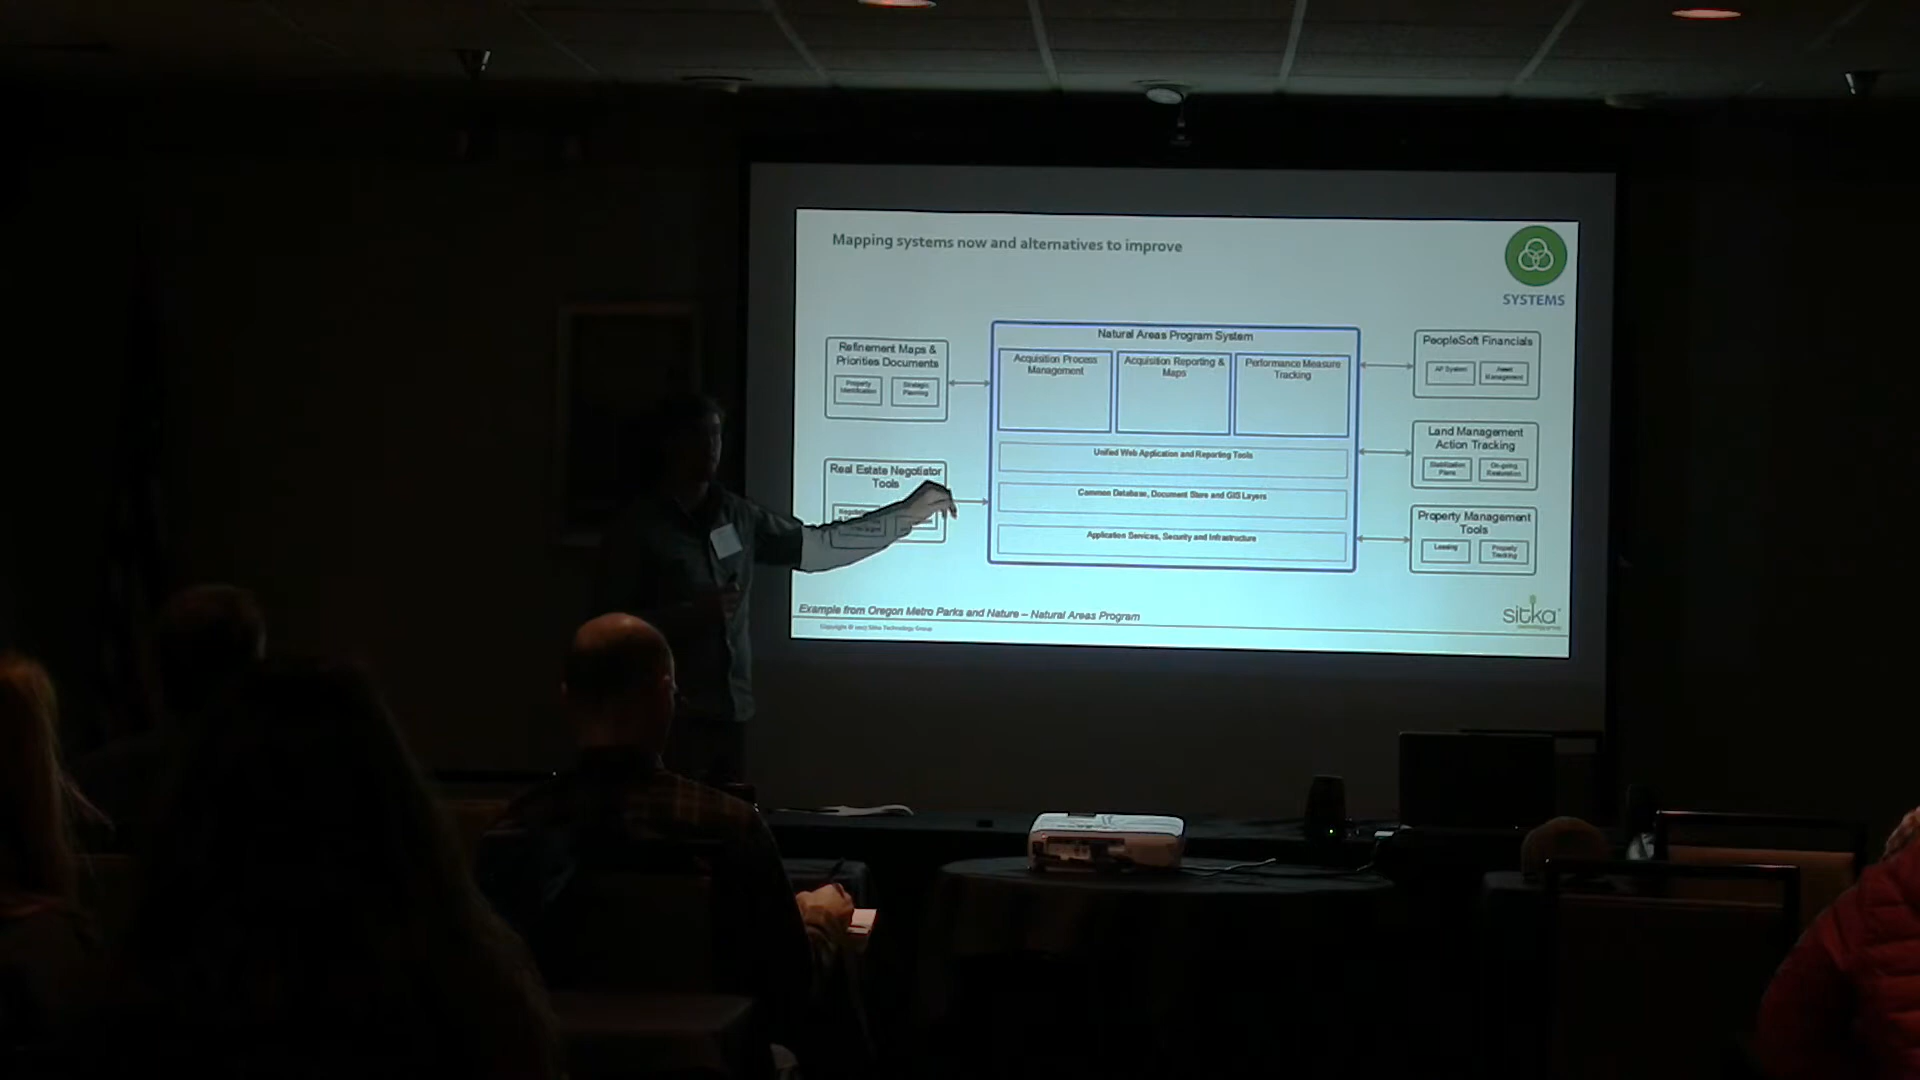 Mapping systems now and alternatives to improve
SYSTEMS
Refinement Maps &
Priorities Documents
Property
Identification
Strategic
Planning
Real Estate Negotiator
Tools
Natural Areas Program System
Acquisition Process
Management
Acquisition Reporting &
Maps
Performance Measure
Tracking
Unified Web Application and Reporting Tools
Common Database, Document Store and GIS Layers
Application Services, Security and Infrastructure
PeopleSoft Financials
AP System
Asset
Management
Land Management
Action Tracking
Stabilization
Plans
On-going
Restoration
Property Management
Tools
Leasing
Property
Tracking
Example from Oregon Metro Parks and Nature – Natural Areas Program
Copyright © 2017 Sitka Technology Group
sitka